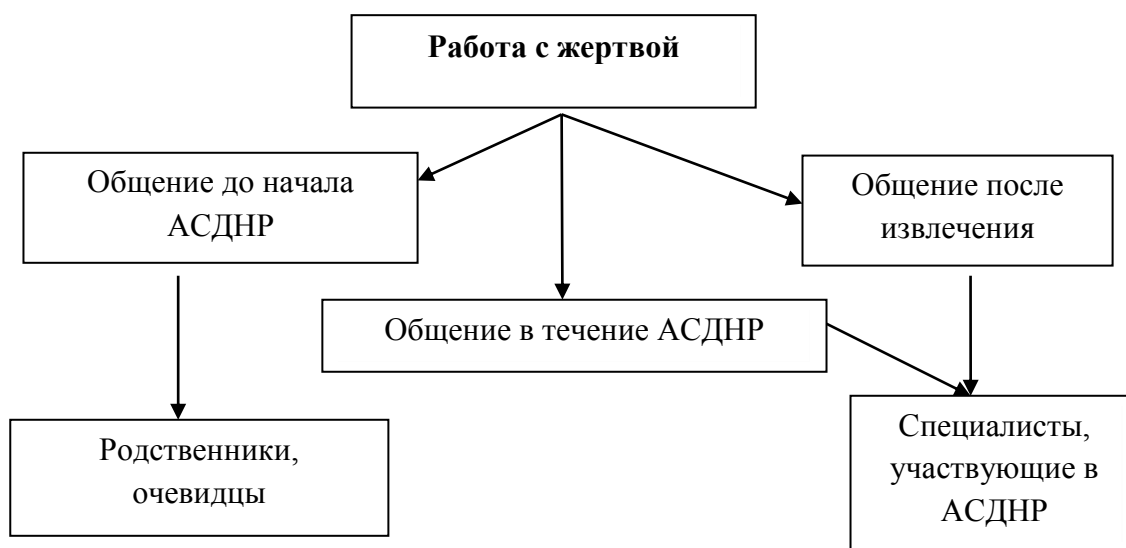 Работа с жертвой
Общение до начала
АСДНР
Общение после
извлечения
Общение в течение АСДНР
Родственники,
очевидцы
Специалисты,
участвующие в
АСДНР